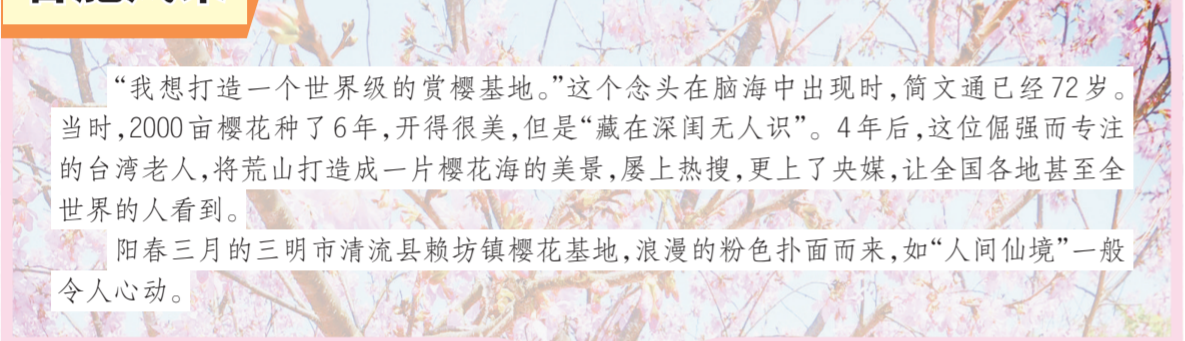 “我想打造一个世界级的赏樱基地。”这个念头在脑海中出现时,简文通已经72岁。
当时,2000亩樱花种了6年,开得很美,但是“藏在深闺无人识”。4年后,这位倔强而专注
的台湾老人,将荒山打造成一片樱花海的美景,屡上热搜,更上了央媒,让全国各地甚至全
世界的人看到。
阳春三月的三明市清流县赖坊镇樱花基地,浪漫的粉色扑面而来,如“人间仙境”一般
令人心动。